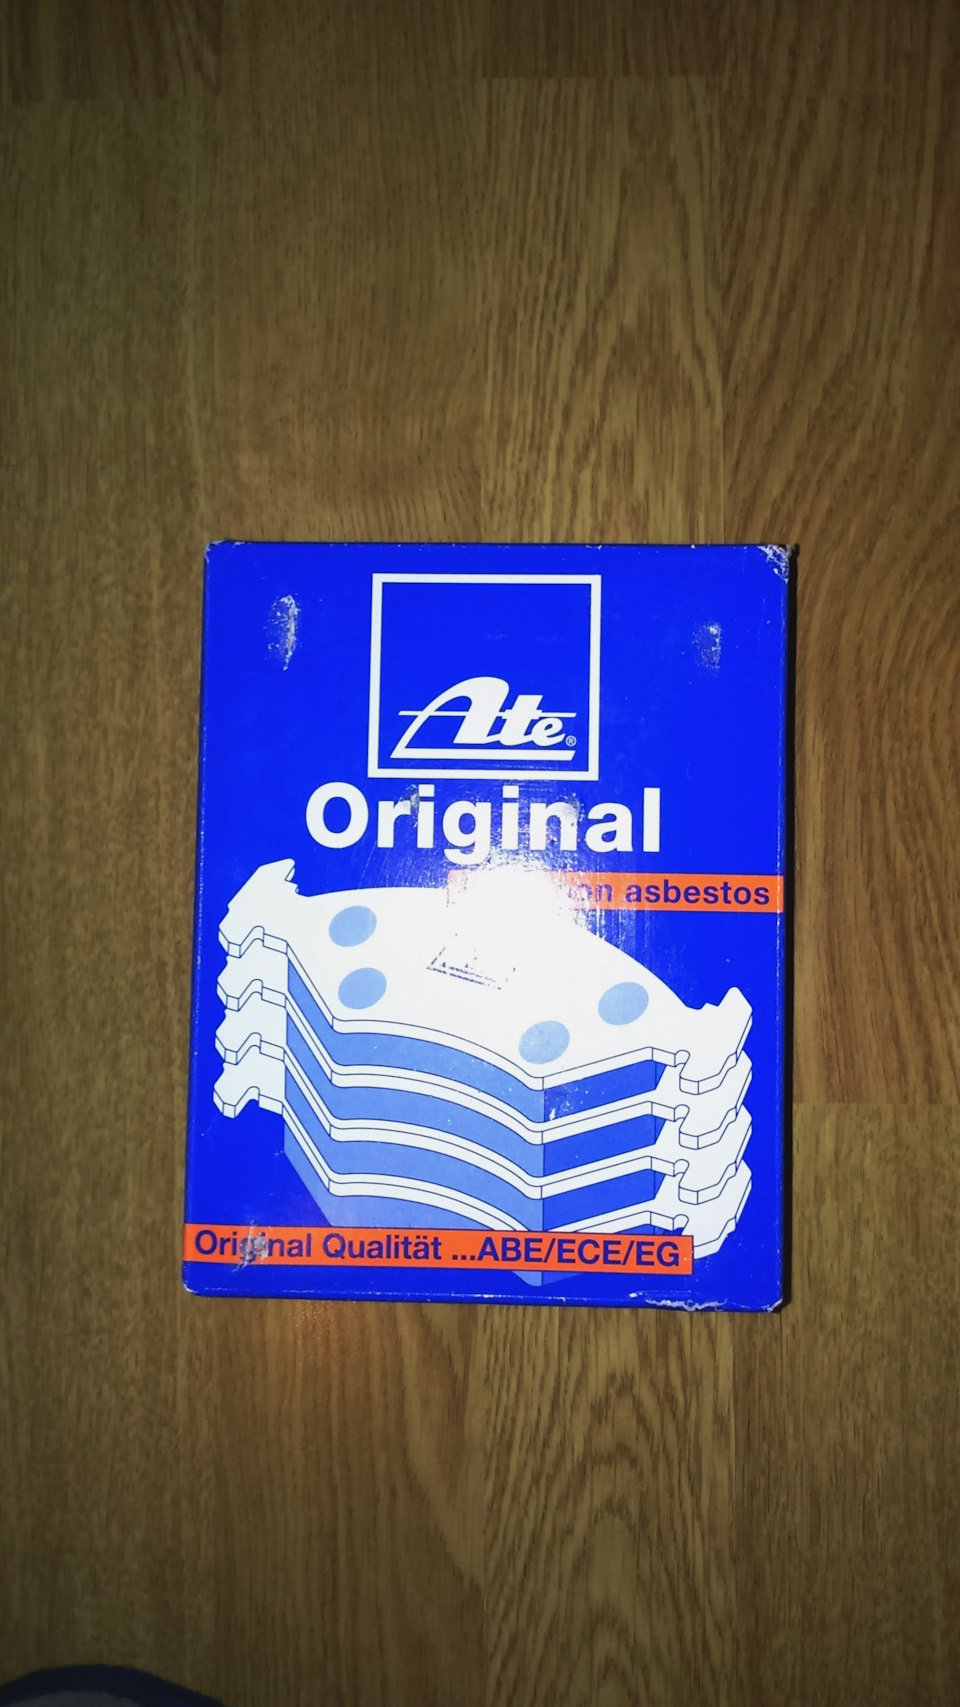 Ate®
Original
asbestos
Original Qualität ...ABE/ECE/EG